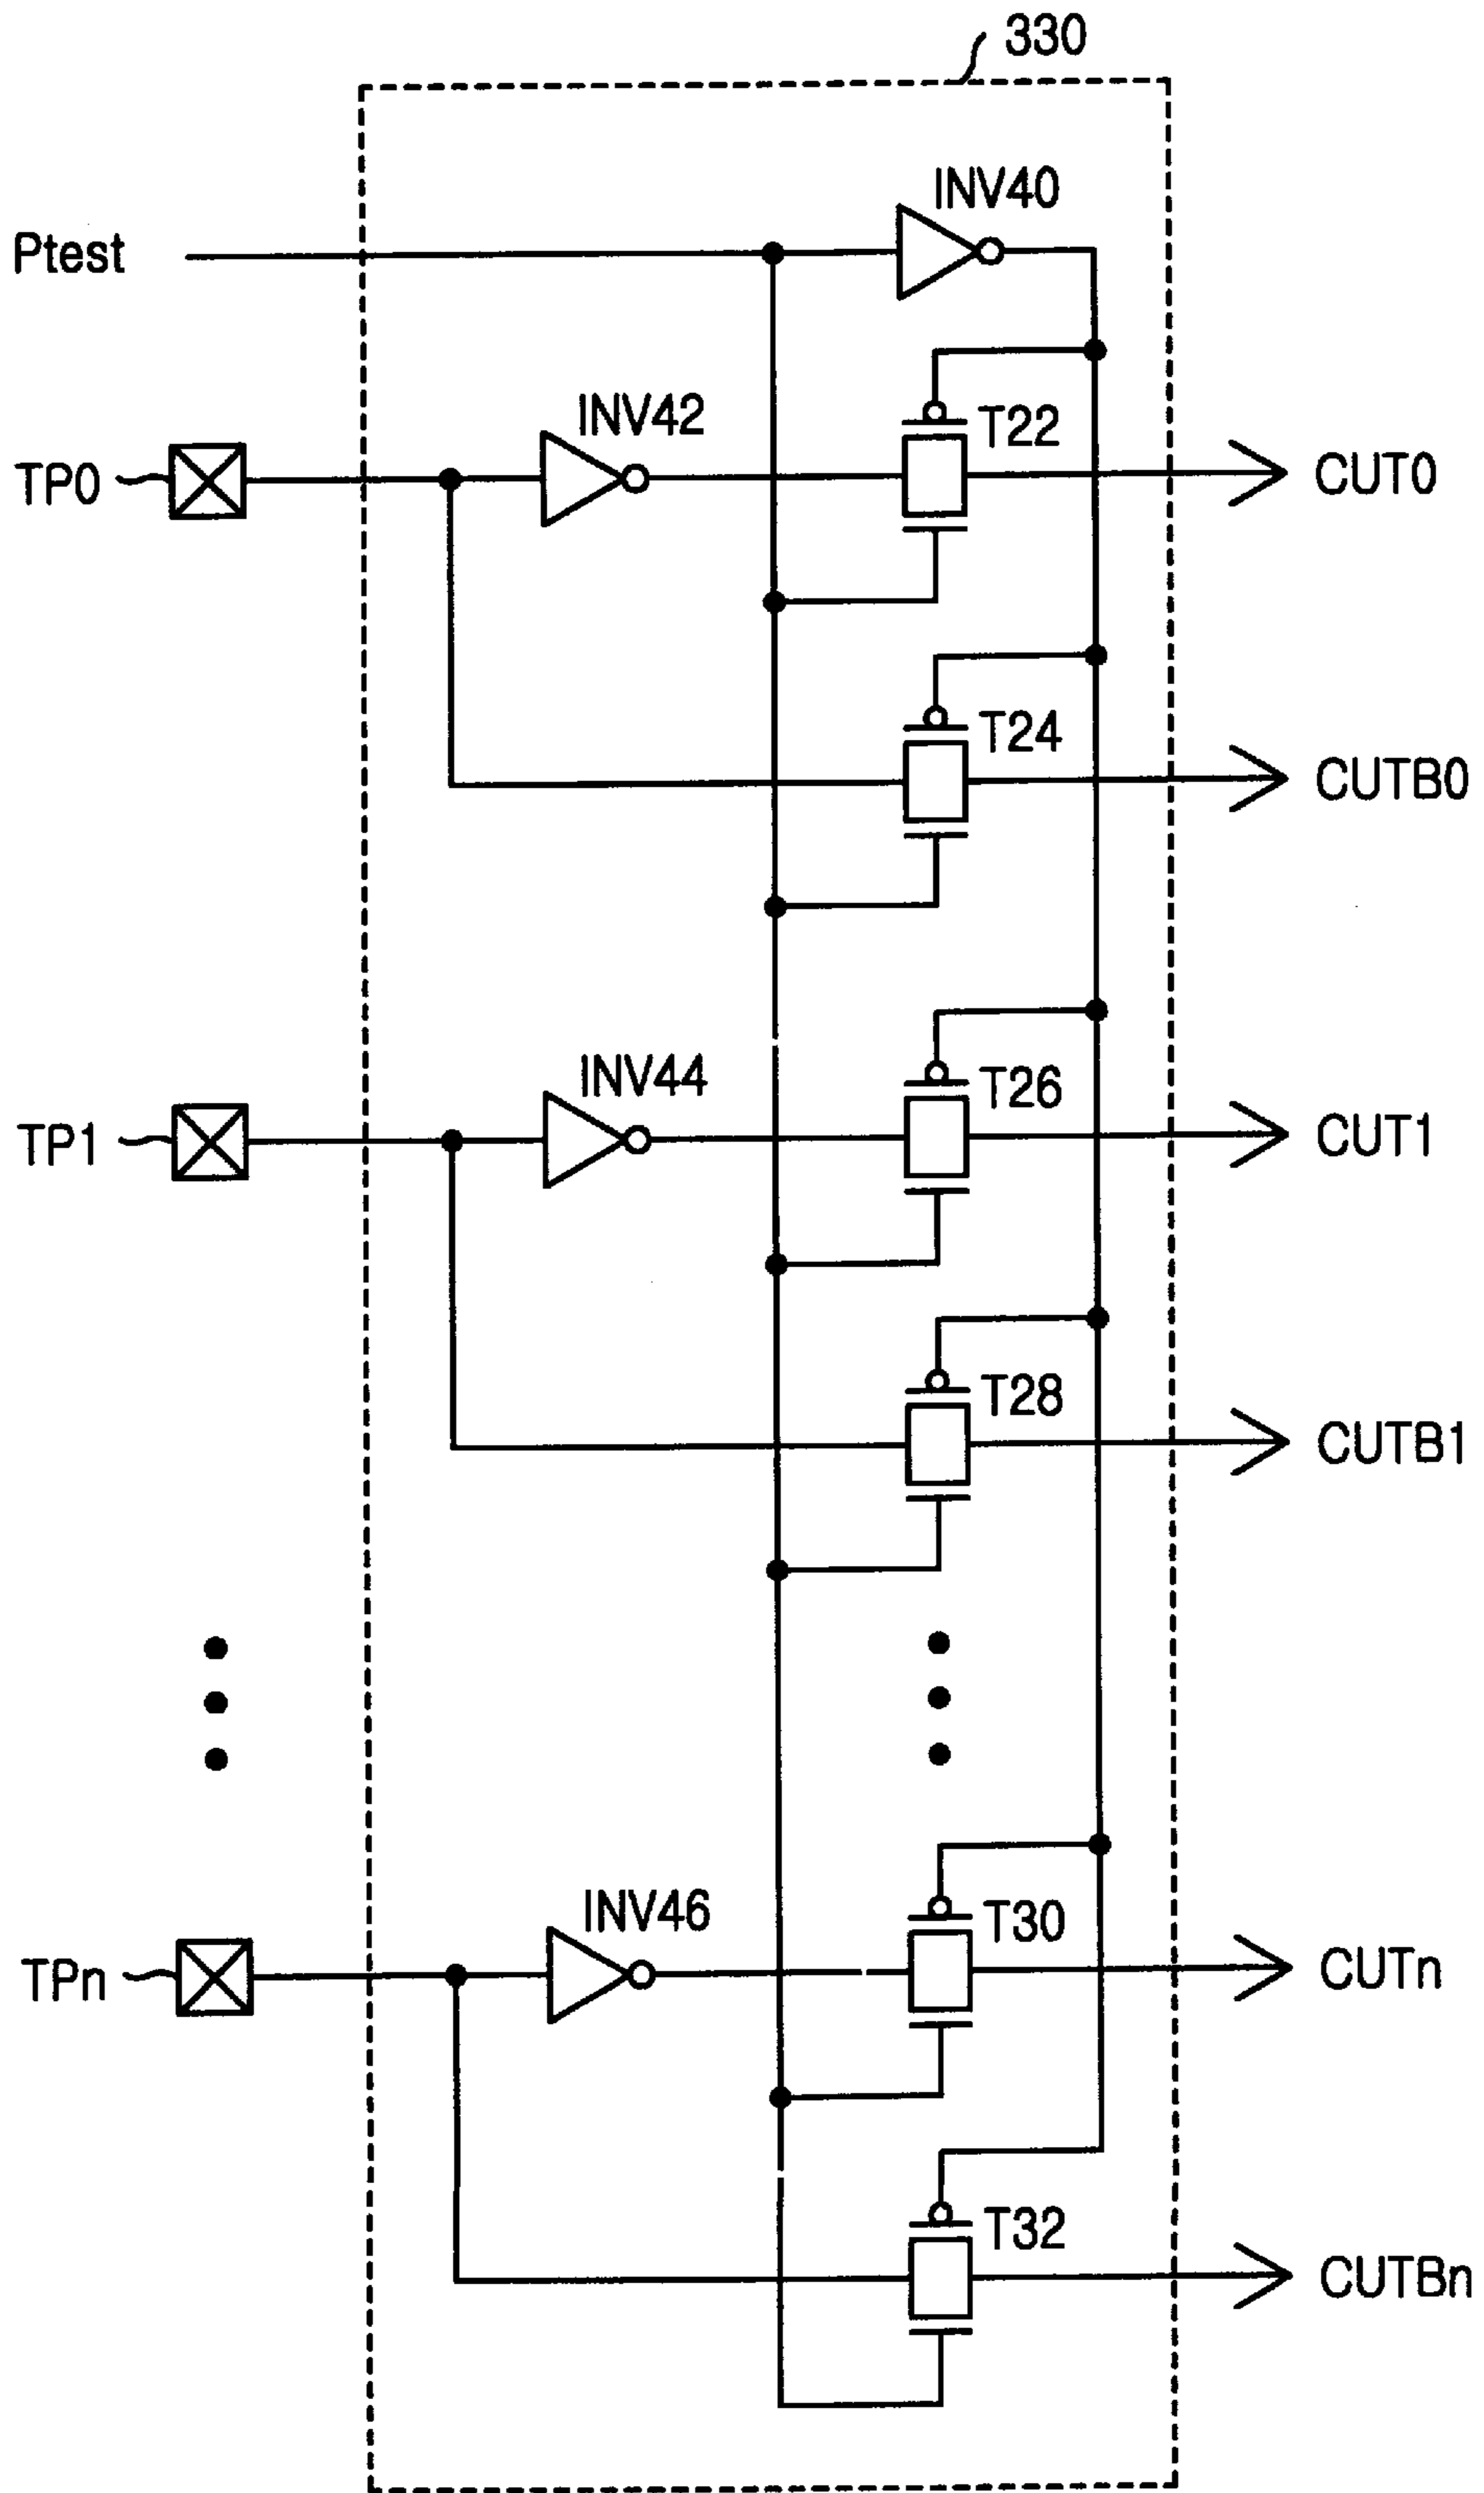 330
INV40
Ptest
INV42
T22
TP0
CUT0
T24
CUTB0
INV44
T26
TP1
CUT1
T28
CUTB1
INV46
T30
TPn
CUTn
T32
CUTBn